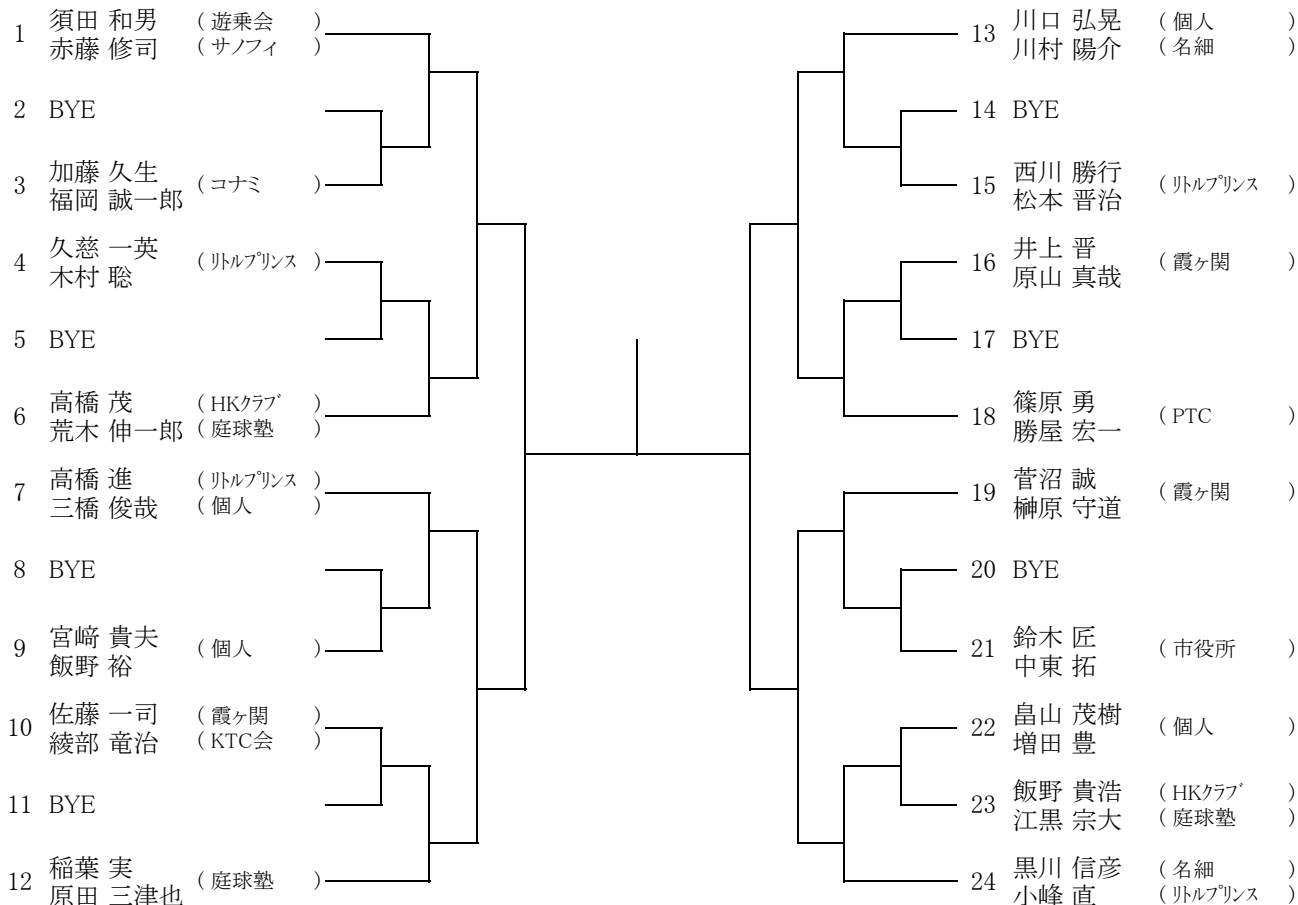 1 須田 和男 ( 遊乗会 )
赤藤 修司 ( サノフィ )
2 BYE
3 加藤 久生
福岡 誠一郎 ( コナミ )
4 久慈 一英
木村 聡 ( リトルプリンス )
5 BYE
6 高橋 茂 ( HKクラブ )
荒木 伸一郎 ( 庭球塾 )
7 高橋 進 ( リトルプリンス )
三橋 俊哉 ( 個人 )
8 BYE
9 宮﨑 貴夫
飯野 裕 ( 個人 )
10 佐藤 一司 ( 霞ヶ関 )
綾部 竜治 ( KTC会 )
11 BYE
12 稲葉 実
原田 三津也 ( 庭球塾 )
13 川口 弘晃 ( 個人 )
川村 陽介 ( 名細 )
14 BYE
15 西川 勝行
松本 晋治 ( リトルプリンス )
16 井上 晋
原山 真哉 ( 霞ヶ関 )
17 BYE
18 篠原 勇
勝屋 宏一 ( PTC )
19 菅沼 誠
榊原 守道 ( 霞ヶ関 )
20 BYE
21 鈴木 匠
中東 拓 ( 市役所 )
22 畠山 茂樹
増田 豊 ( 個人 )
23 飯野 貴浩 ( HKクラブ )
江黒 宗大 ( 庭球塾 )
24 黒川 信彦 ( 名細 )
小峰 直 ( リトルプリンス )